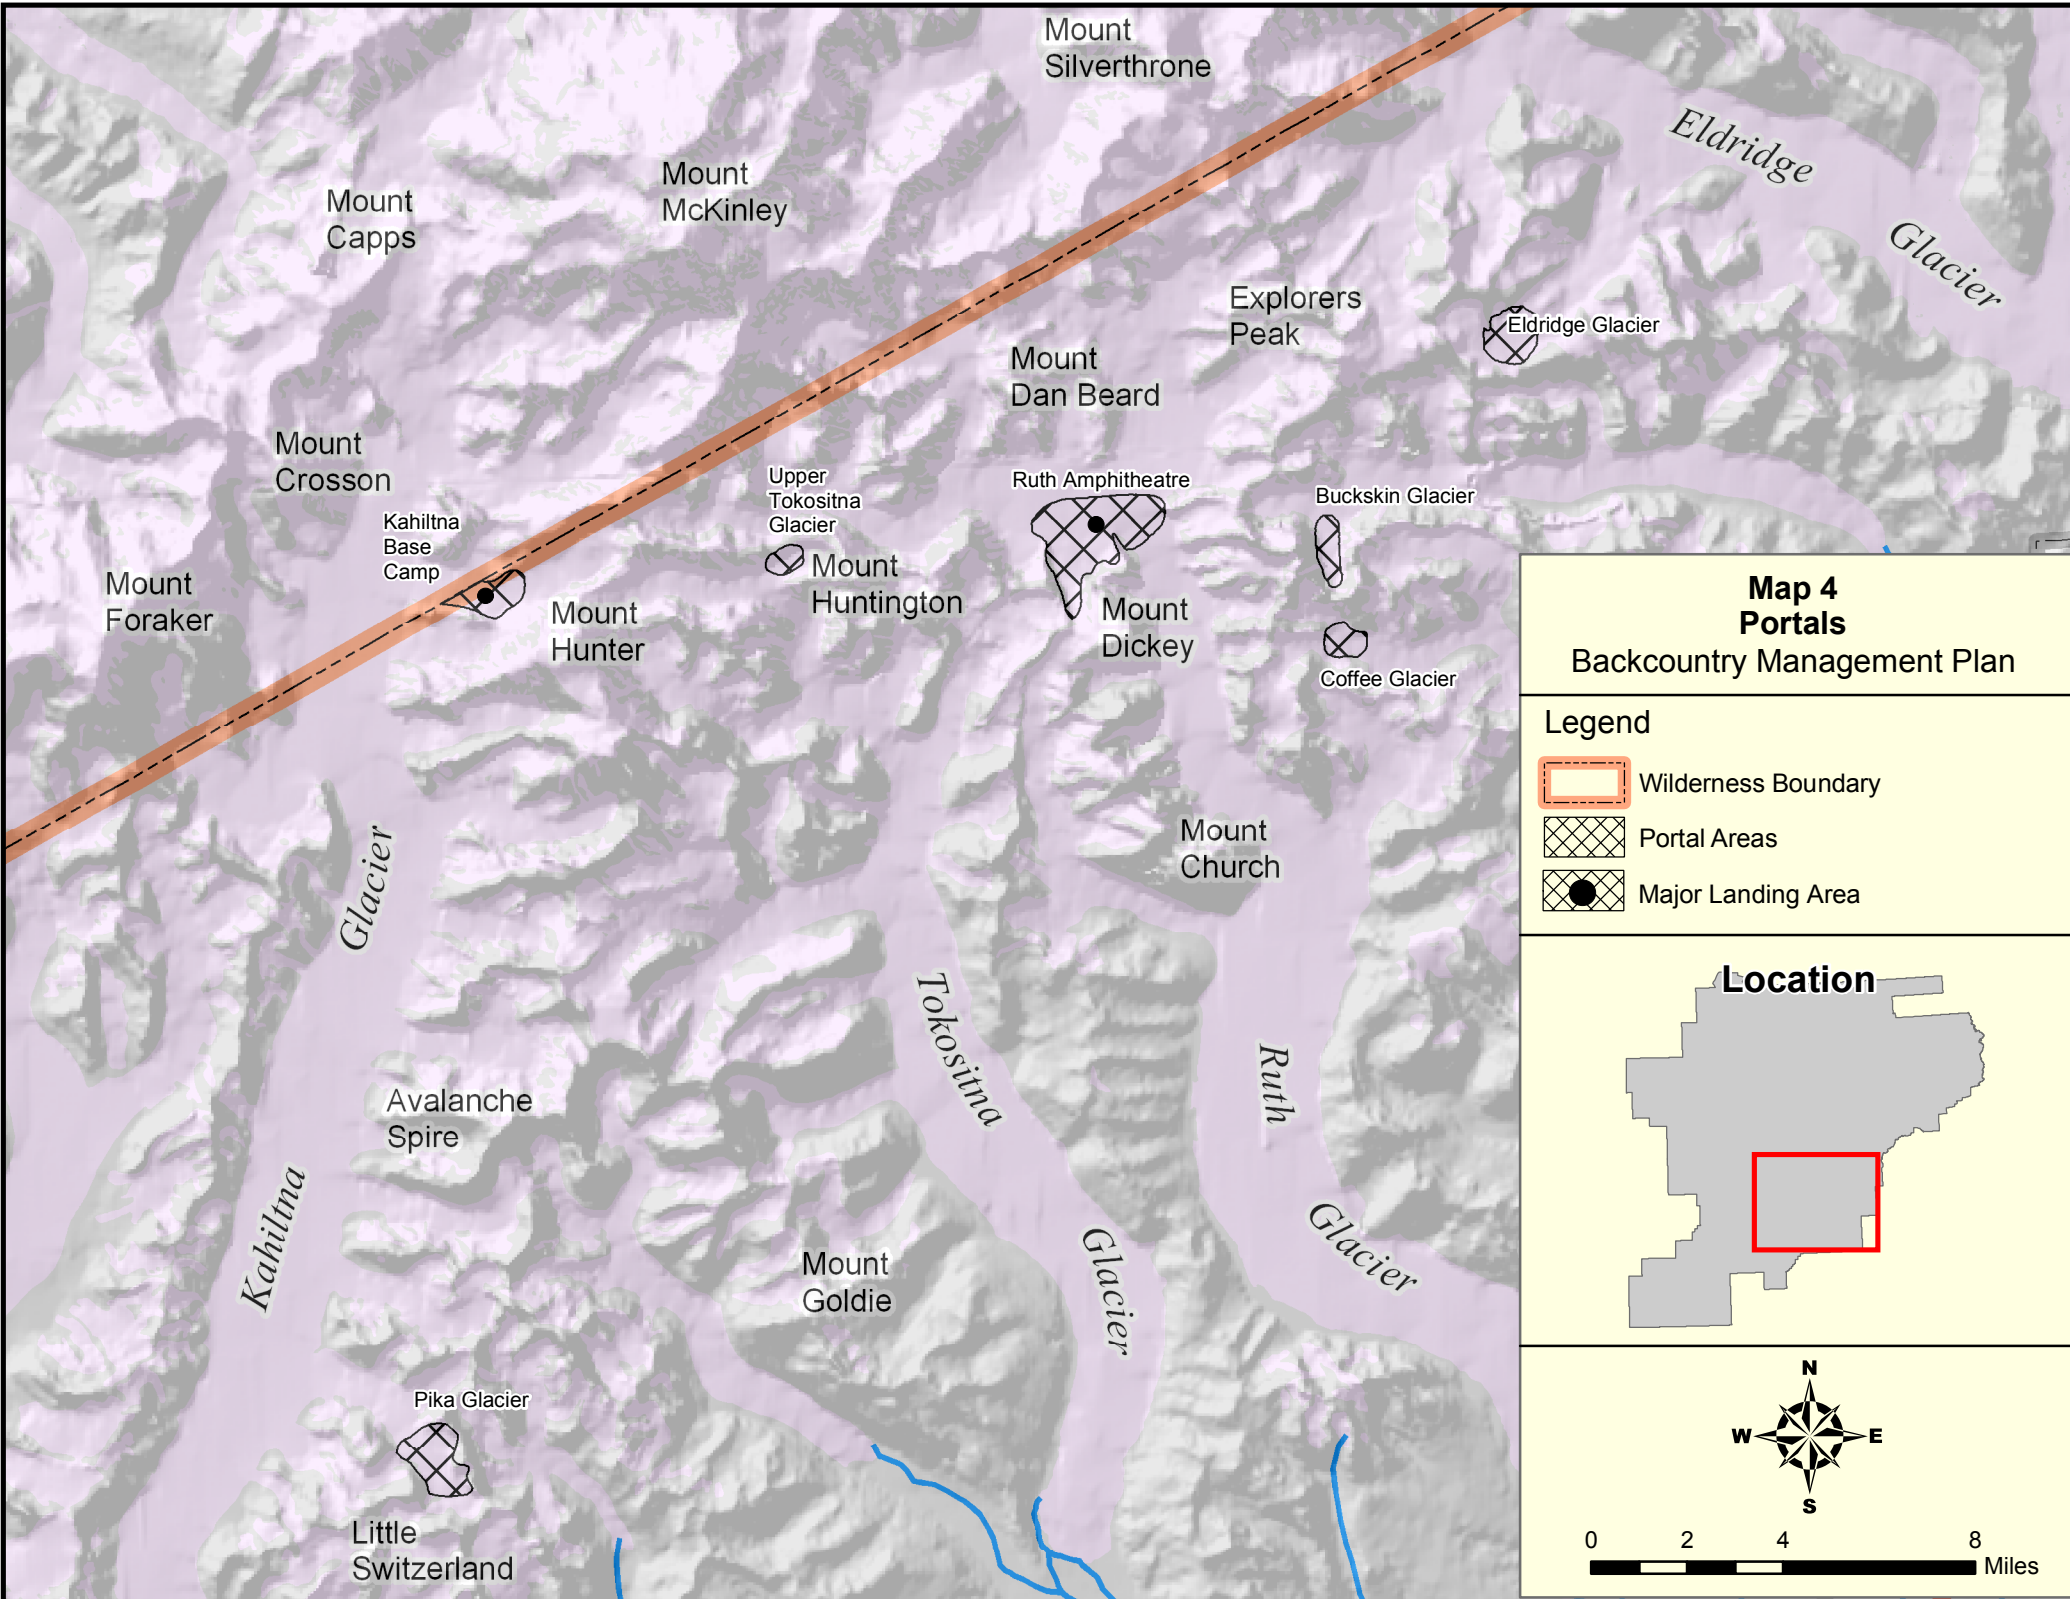 Mount
Silverthrone
Eldridge
Glacier
Mount
McKinley
Mount
Capps
Explorers
Peak
Eldridge Glacier
Mount
Dan Beard
Mount
Crosson
Upper
Tokositna
Glacier
Ruth Amphitheatre
Buckskin Glacier
Kahiltna
Base
Camp
Mount
Foraker
Mount
Hunter
Mount
Huntington
Mount
Dickey
Coffee Glacier
Mount
Church
Kahiltna
Glacier
Tokositna
Glacier
Ruth
Glacier
Avalanche
Spire
Mount
Goldie
Pika Glacier
Little
Switzerland
Map 4
Portals
Backcountry Management Plan
Legend
Wilderness Boundary
Portal Areas
Major Landing Area
Location
N
W E
S
0 2 4 8
Miles